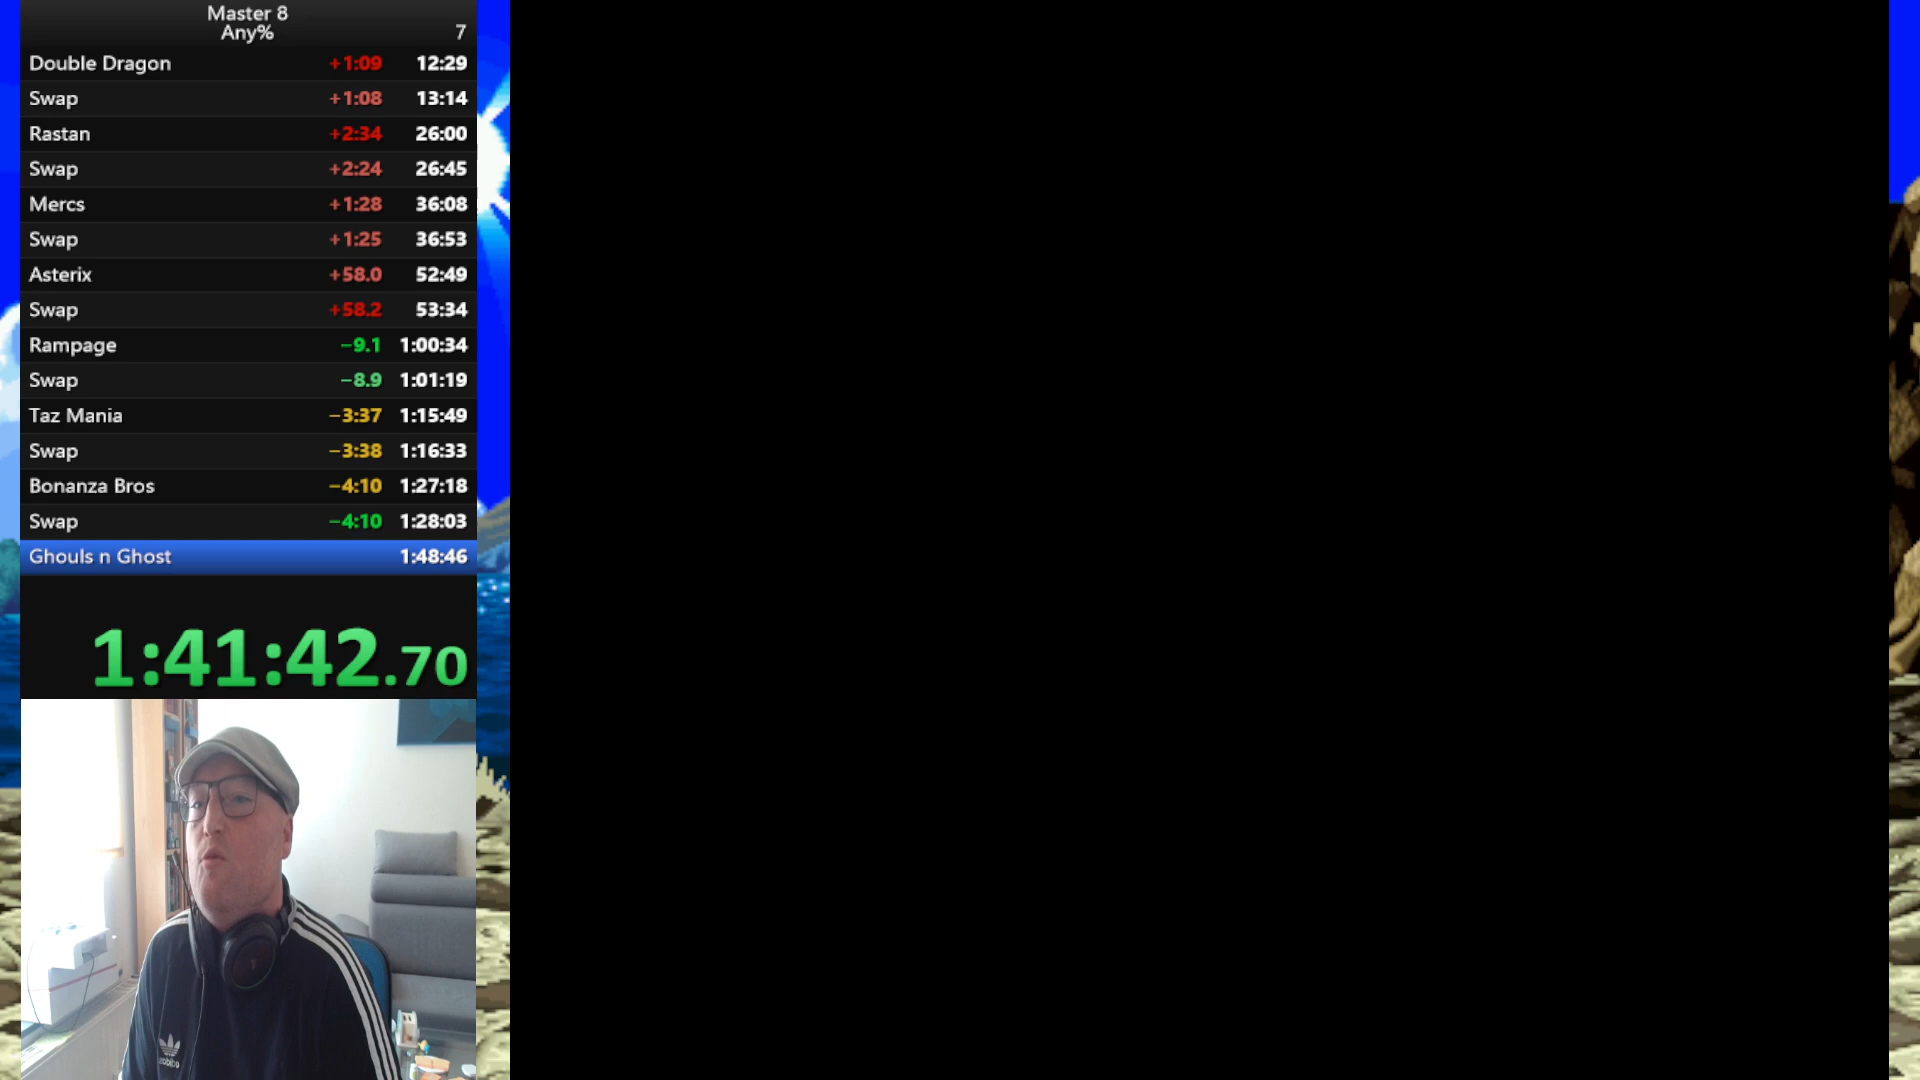 Master 8
Any%
7
Double Dragon +1:09 12:29
Swap +1:08 13:14
Rastan +2:34 26:00
Swap +2:24 26:45
Mercs +1:28 36:08
Swap +1:25 36:53
Asterix +58.0 52:49
Swap +58.2 53:34
Rampage −9.1 1:00:34
Swap −8.9 1:01:19
Taz Mania −3:37 1:15:49
Swap −3:38 1:16:33
Bonanza Bros −4:10 1:27:18
Swap −4:10 1:28:03
Ghouls n Ghost 1:48:46
1:41:42.70
adidas